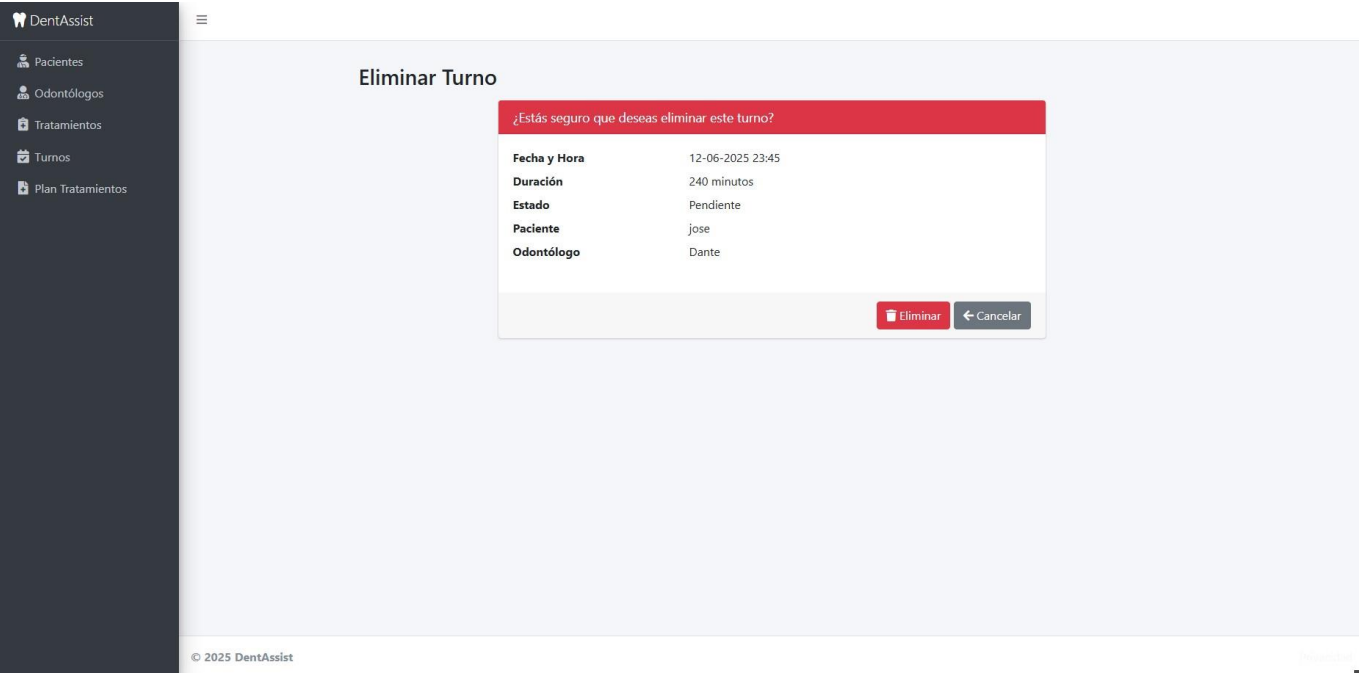 DentAssist
Pacientes
Odontólogos
Tratamientos
Turnos
Plan Tratamientos
Eliminar Turno
¿Estás seguro que deseas eliminar este turno?
Fecha y Hora 12-06-2025 23:45
Duración 240 minutos
Estado Pendiente
Paciente jose
Odontólogo Dante
Eliminar Cancelar
© 2025 DentAssist